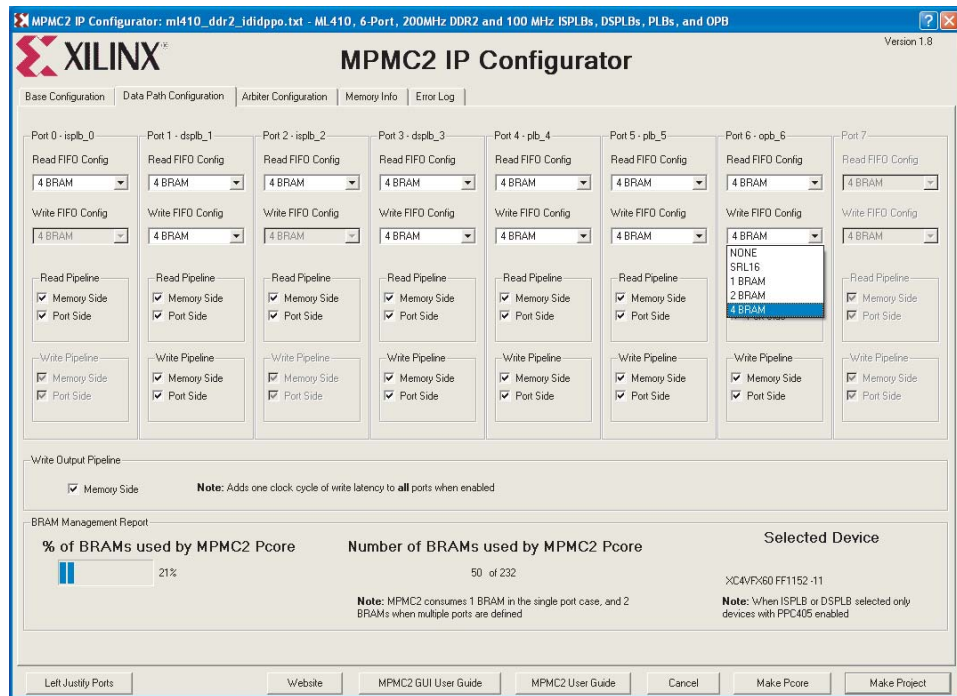 MPMC2 IP Configurator: ml410_ddr2_ididppo.txt - ML410, 6-Port, 200MHz DDR2 and 100 MHz ISPLBs, DSPLBs, PLBs, and OPB
XILINX®
MPMC2 IP Configurator
Version 1.8
Base Configuration Data Path Configuration Arbiter Configuration Memory Info Error Log
Port 0 - isplb_0 Port 1 - dsplb_1 Port 2 - isplb_2 Port 3 - dsplb_3 Port 4 - plb_4 Port 5 - plb_5 Port 6 - opb_6 Port 7
Read FIFO Config Read FIFO Config Read FIFO Config Read FIFO Config Read FIFO Config Read FIFO Config Read FIFO Config Read FIFO Config
4 BRAM 4 BRAM 4 BRAM 4 BRAM 4 BRAM 4 BRAM 4 BRAM 4 BRAM
Write FIFO Config Write FIFO Config Write FIFO Config Write FIFO Config Write FIFO Config Write FIFO Config Write FIFO Config Write FIFO Config
4 BRAM 4 BRAM 4 BRAM 4 BRAM 4 BRAM 4 BRAM 4 BRAM 4 BRAM
NONE
SRL16
1 BRAM
2 BRAM
4 BRAM
Read Pipeline Read Pipeline Read Pipeline Read Pipeline Read Pipeline Read Pipeline Read Pipeline
Memory Side Memory Side Memory Side Memory Side Memory Side Memory Side Memory Side
Port Side Port Side Port Side Port Side Port Side Port Side Port Side
Write Pipeline Write Pipeline Write Pipeline Write Pipeline Write Pipeline Write Pipeline Write Pipeline Write Pipeline
Memory Side Memory Side Memory Side Memory Side Memory Side Memory Side Memory Side Memory Side
Port Side Port Side Port Side Port Side Port Side Port Side Port Side Port Side
Write Output Pipeline
Memory Side Note: Adds one clock cycle of write latency to all ports when enabled
BRAM Management Report
% of BRAMs used by MPMC2 Pcore Number of BRAMs used by MPMC2 Pcore Selected Device
21% 50 of 232 XC4VFX60 FF1152 -11
Note: MPMC2 consumes 1 BRAM in the single port case, and 2
BRAMs when multiple ports are defined
Note: When ISPLB or DSPLB selected only
devices with PPC405 enabled
Left Justify Ports Website MPMC2 GUI User Guide MPMC2 User Guide Cancel Make Pcore Make Project